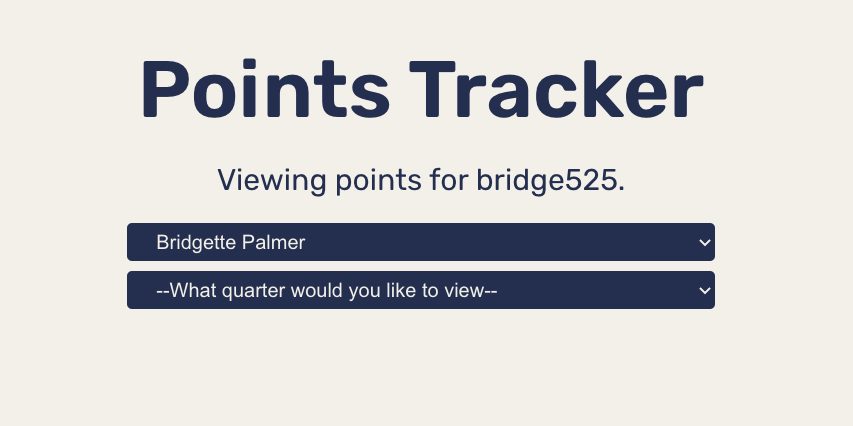 Points Tracker
Viewing points for bridge525.
Bridgette Palmer
--What quarter would you like to view--